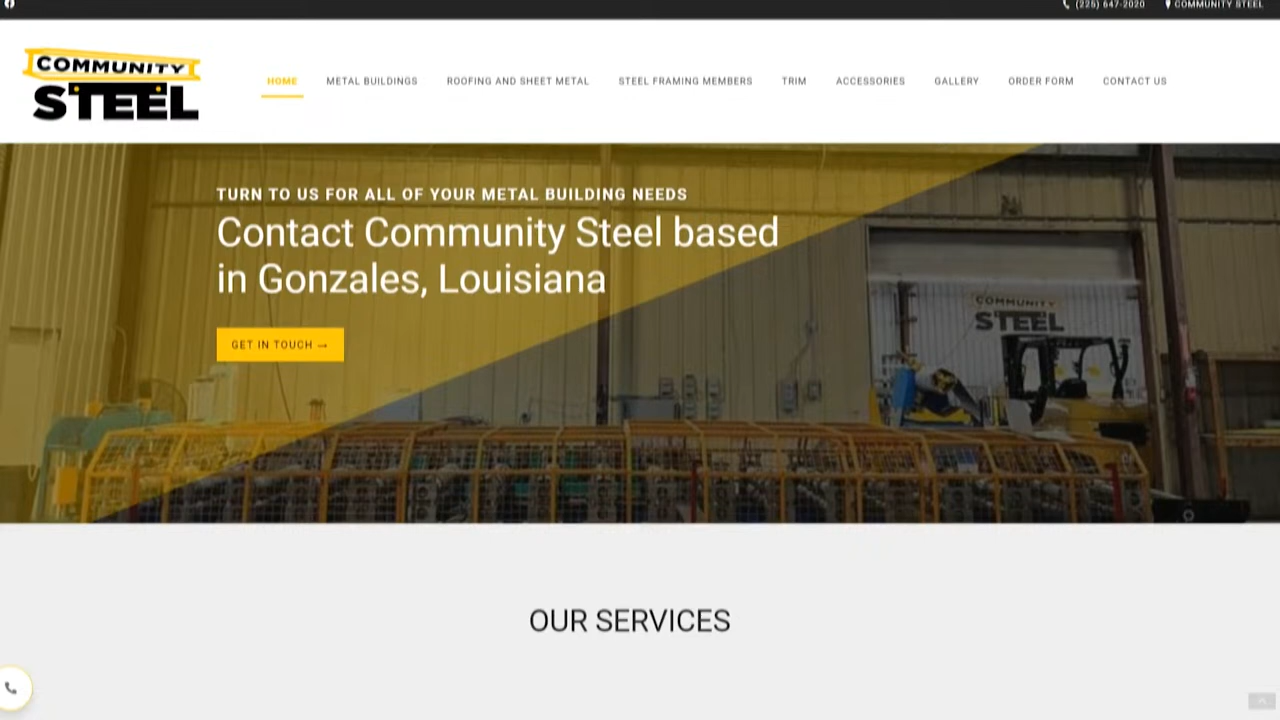 (225) 647-2020 COMMUNITY STEEL
COMMUNITY
STEEL
HOME METAL BUILDINGS ROOFING AND SHEET METAL STEEL FRAMING MEMBERS TRIM ACCESSORIES GALLERY ORDER FORM CONTACT US
TURN TO US FOR ALL OF YOUR METAL BUILDING NEEDS
Contact Community Steel based
in Gonzales, Louisiana
GET IN TOUCH →
COMMUNITY
STEEL
OUR SERVICES